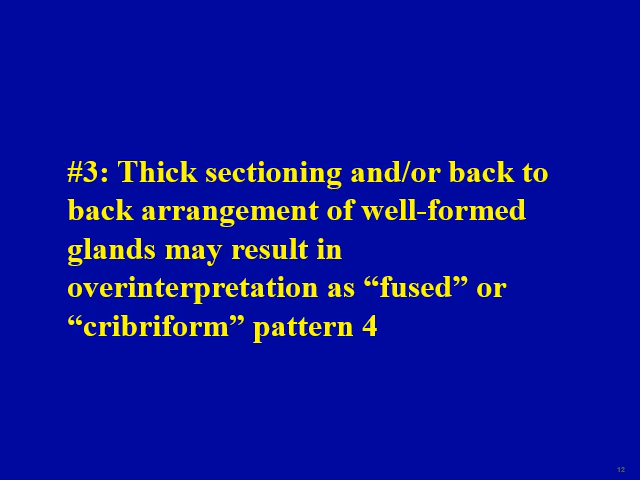 #3: Thick sectioning and/or back to
back arrangement of well-formed
glands may result in
overinterpretation as “fused” or
“cribriform” pattern 4
12